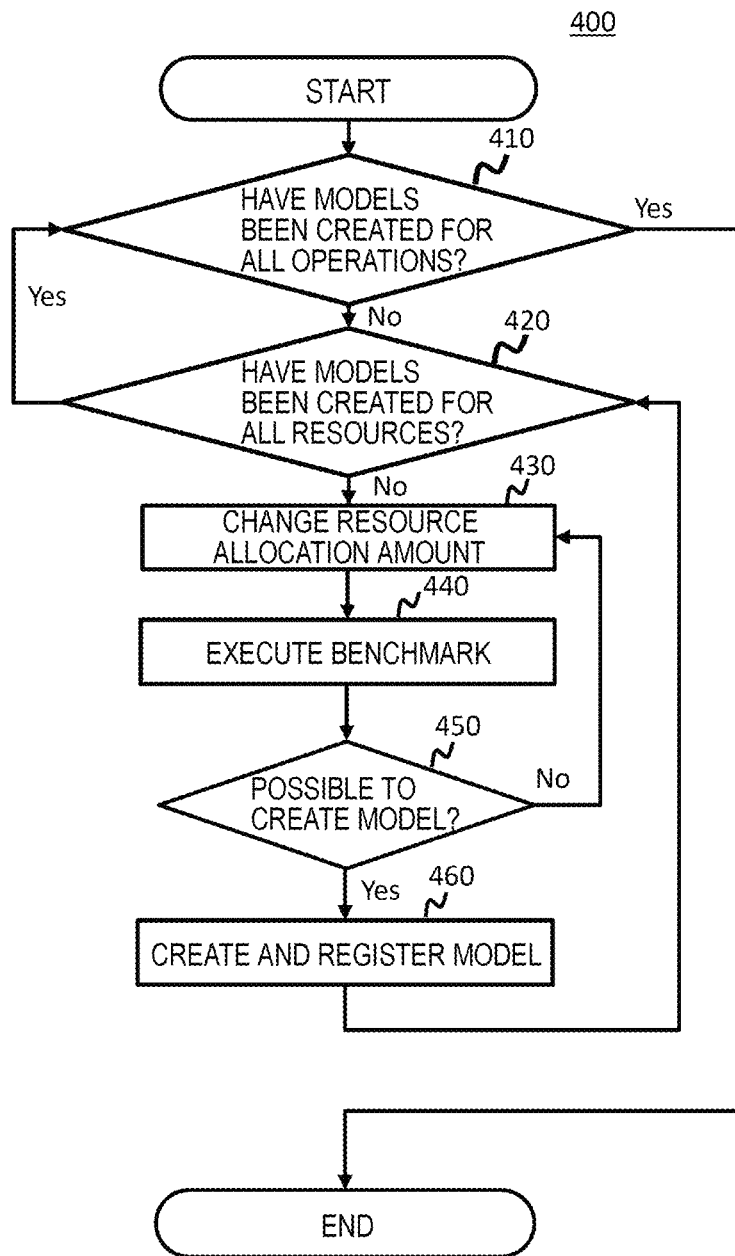 400
START
410
HAVE MODELS
BEEN CREATED FOR
ALL OPERATIONS?
Yes
Yes
No
420
HAVE MODELS
BEEN CREATED FOR
ALL RESOURCES?
No
430
CHANGE RESOURCE
ALLOCATION AMOUNT
440
EXECUTE BENCHMARK
450
POSSIBLE TO
CREATE MODEL?
No
Yes
460
CREATE AND REGISTER MODEL
END